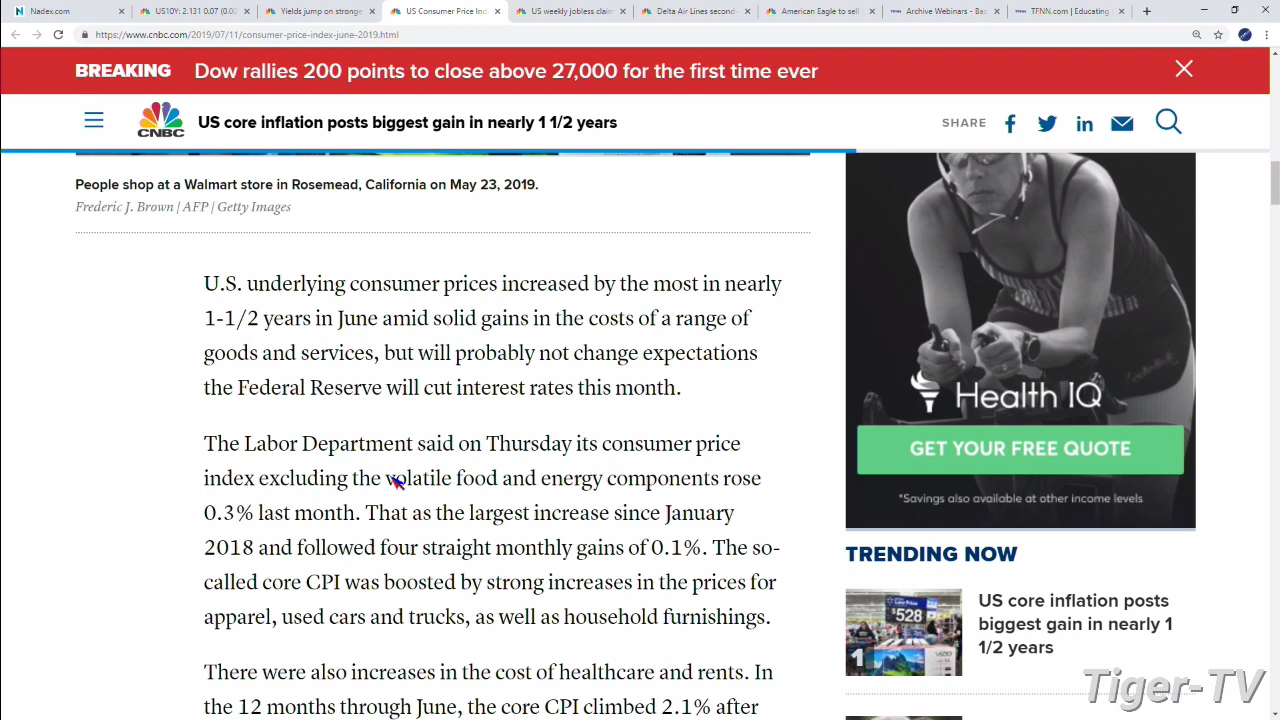 Nadex.com
US10Y: 2.131 0.07 (0.0
Yields jump on stronge
US Consumer Price Ind
US weekly jobless claim
Delta Air Lines second-
American Eagle to sell
Archive Webinars - Bas
TFNN.com | Educating
https://www.cnbc.com/2019/07/11/consumer-price-index-june-2019.html
BREAKING Dow rallies 200 points to close above 27,000 for the first time ever
CNBC
US core inflation posts biggest gain in nearly 1 1/2 years
SHARE
People shop at a Walmart store in Rosemead, California on May 23, 2019.
Frederic J. Brown | AFP | Getty Images
U.S. underlying consumer prices increased by the most in nearly
1-1/2 years in June amid solid gains in the costs of a range of
goods and services, but will probably not change expectations
the Federal Reserve will cut interest rates this month.
The Labor Department said on Thursday its consumer price
index excluding the volatile food and energy components rose
0.3% last month. That as the largest increase since January
2018 and followed four straight monthly gains of 0.1%. The so-
called core CPI was boosted by strong increases in the prices for
apparel, used cars and trucks, as well as household furnishings.
There were also increases in the cost of healthcare and rents. In
the 12 months through June, the core CPI climbed 2.1% after
Health IQ
GET YOUR FREE QUOTE
*Savings also available at other income levels
TRENDING NOW
$528
VIZIO
1
US core inflation posts
biggest gain in nearly 1
1/2 years
Tiger-TV